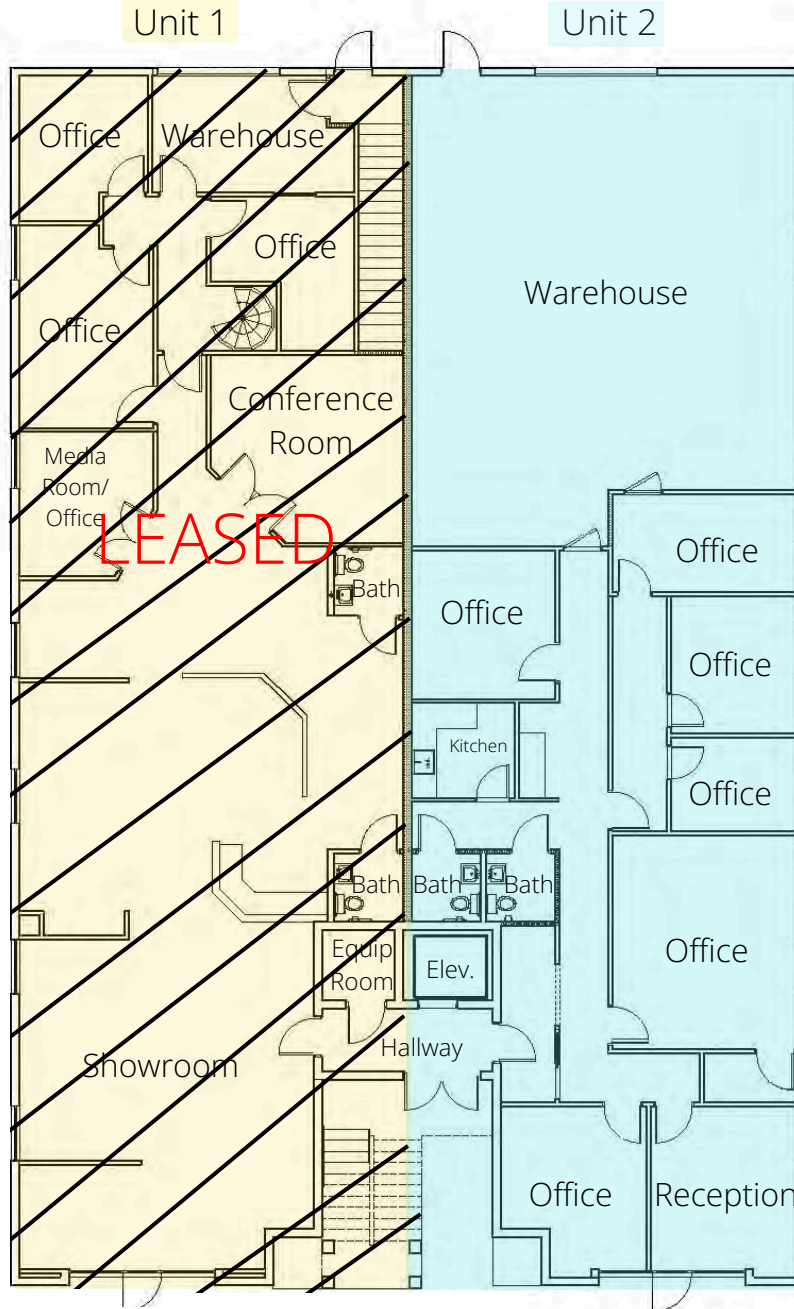 Unit 1
Unit 2
Office
Warehouse
Office
Office
Conference
Room
Media
Room/
Office
LEASED
Bath
Bath
Equip
Room
Showroom
Hallway
Elev.
Warehouse
Office
Office
Office
Office
Kitchen
Bath
Bath
Office
Office
Reception